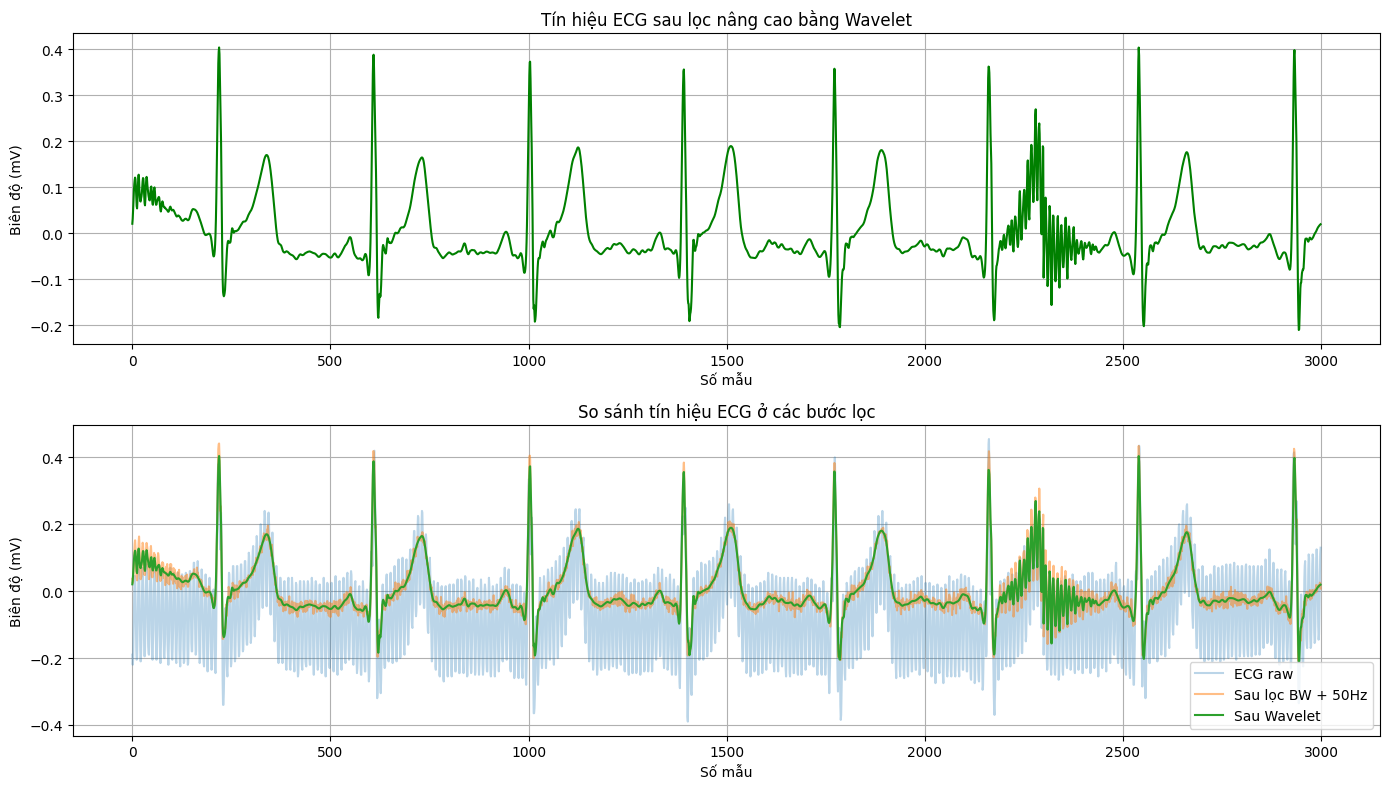 Tín hiệu ECG sau lọc nâng cao bằng Wavelet
Biên độ (mV)
0.4
0.3
0.2
0.1
0.0
−0.1
−0.2
0 500 1000 1500 2000 2500 3000
Số mẫu
So sánh tín hiệu ECG ở các bước lọc
Biên độ (mV)
0.4
0.2
0.0
−0.2
−0.4
ECG raw
Sau lọc BW + 50Hz
Sau Wavelet
0 500 1000 1500 2000 2500 3000
Số mẫu